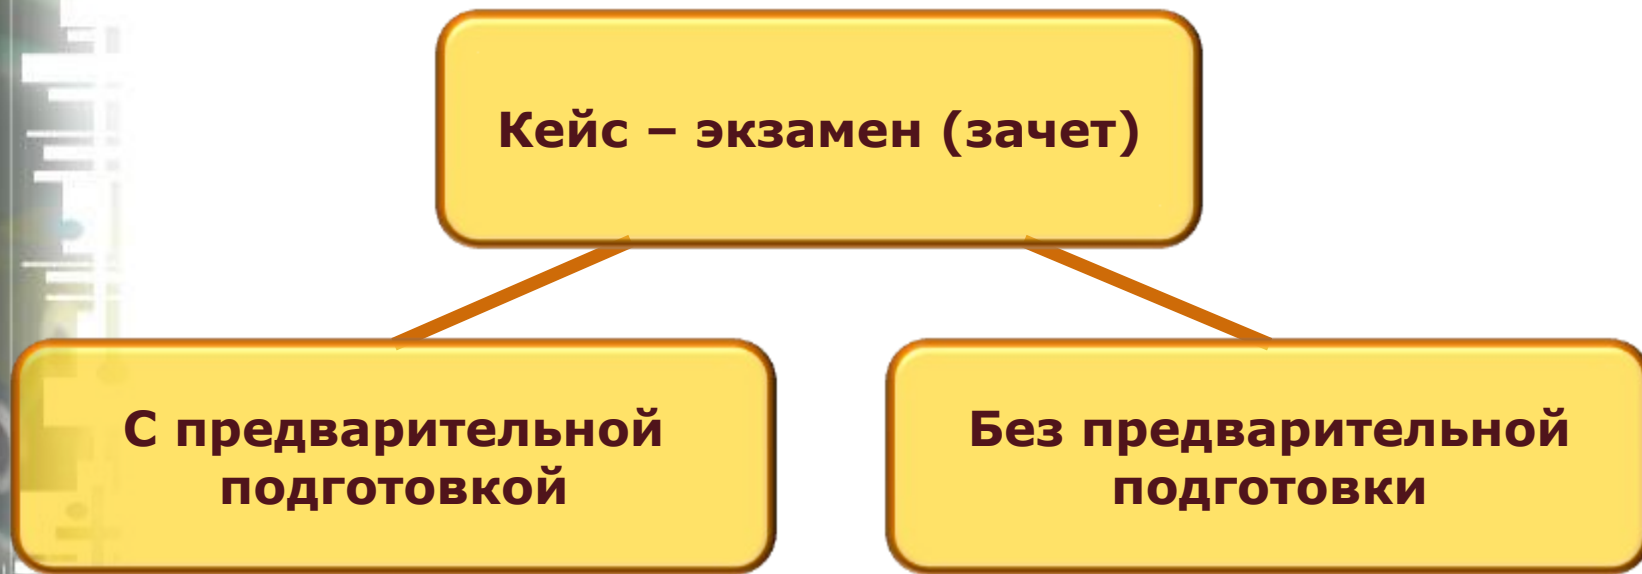 Кейс – экзамен (зачет)
С предварительной
подготовкой
Без предварительной
подготовки